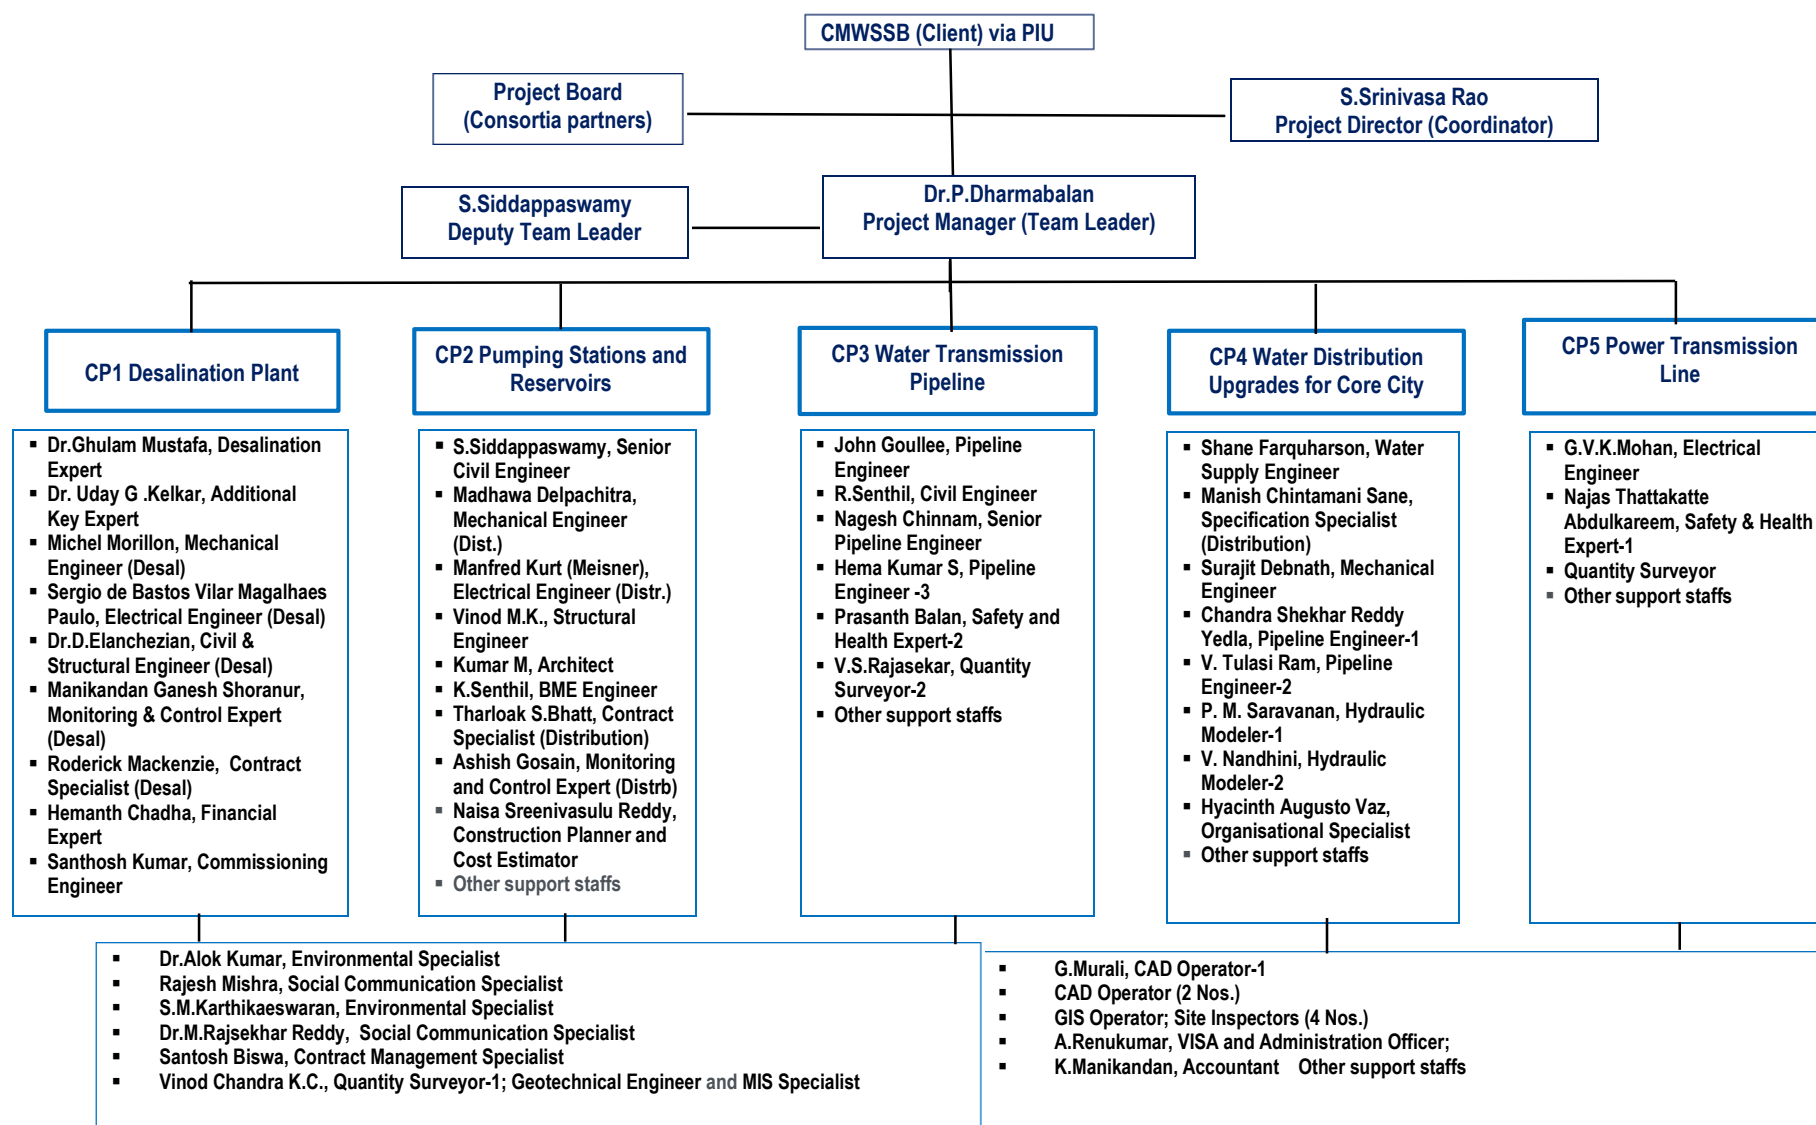 CMWSSB (Client) via PIU
Project Board
(Consortia partners)
S.Srinivasa Rao
Project Director (Coordinator)
S.Siddappaswamy
Deputy Team Leader
Dr.P.Dharmabalan
Project Manager (Team Leader)
CP1 Desalination Plant
CP2 Pumping Stations and
Reservoirs
CP3 Water Transmission
Pipeline
CP4 Water Distribution
Upgrades for Core City
CP5 Power Transmission
Line
▪ Dr.Ghulam Mustafa, Desalination
Expert
▪ Dr. Uday G .Kelkar, Additional
Key Expert
▪ Michel Morillon, Mechanical
Engineer (Desal)
▪ Sergio de Bastos Vilar Magalhaes
Paulo, Electrical Engineer (Desal)
▪ Dr.D.Elanchezian, Civil &
Structural Engineer (Desal)
▪ Manikandan Ganesh Shoranur,
Monitoring & Control Expert
(Desal)
▪ Roderick Mackenzie,  Contract
Specialist (Desal)
▪ Hemanth Chadha, Financial
Expert
▪ Santhosh Kumar, Commissioning
Engineer
▪ S.Siddappaswamy, Senior
Civil Engineer
▪ Madhawa Delpachitra,
Mechanical Engineer
(Dist.)
▪ Manfred Kurt (Meisner),
Electrical Engineer (Distr.)
▪ Vinod M.K., Structural
Engineer
▪ Kumar M, Architect
▪ K.Senthil, BME Engineer
▪ Tharloak S.Bhatt, Contract
Specialist (Distribution)
▪ Ashish Gosain, Monitoring
and Control Expert (Distrb)
▪ Naisa Sreenivasulu Reddy,
Construction Planner and
Cost Estimator
▪ Other support staffs
▪ John Goullee, Pipeline
Engineer
▪ R.Senthil, Civil Engineer
▪ Nagesh Chinnam, Senior
Pipeline Engineer
▪ Hema Kumar S, Pipeline
Engineer -3
▪ Prasanth Balan, Safety and
Health Expert-2
▪ V.S.Rajasekar, Quantity
Surveyor-2
▪ Other support staffs
▪ Shane Farquharson, Water
Supply Engineer
▪ Manish Chintamani Sane,
Specification Specialist
(Distribution)
▪ Surajit Debnath, Mechanical
Engineer
▪ Chandra Shekhar Reddy
Yedla, Pipeline Engineer-1
▪ V. Tulasi Ram, Pipeline
Engineer-2
▪ P. M. Saravanan, Hydraulic
Modeler-1
▪ V. Nandhini, Hydraulic
Modeler-2
▪ Hyacinth Augusto Vaz,
Organisational Specialist
▪ Other support staffs
▪ G.V.K.Mohan, Electrical
Engineer
▪ Najas Thattakatte
Abdulkareem, Safety & Health
Expert-1
▪ Quantity Surveyor
▪ Other support staffs
▪ Dr.Alok Kumar, Environmental Specialist
▪ Rajesh Mishra, Social Communication Specialist
▪ S.M.Karthikaeswaran, Environmental Specialist
▪ Dr.M.Rajsekhar Reddy,  Social Communication Specialist
▪ Santosh Biswa, Contract Management Specialist
▪ Vinod Chandra K.C., Quantity Surveyor-1; Geotechnical Engineer and MIS Specialist
▪ G.Murali, CAD Operator-1
▪ CAD Operator (2 Nos.)
▪ GIS Operator; Site Inspectors (4 Nos.)
▪ A.Renukumar, VISA and Administration Officer;
▪ K.Manikandan, Accountant    Other support staffs